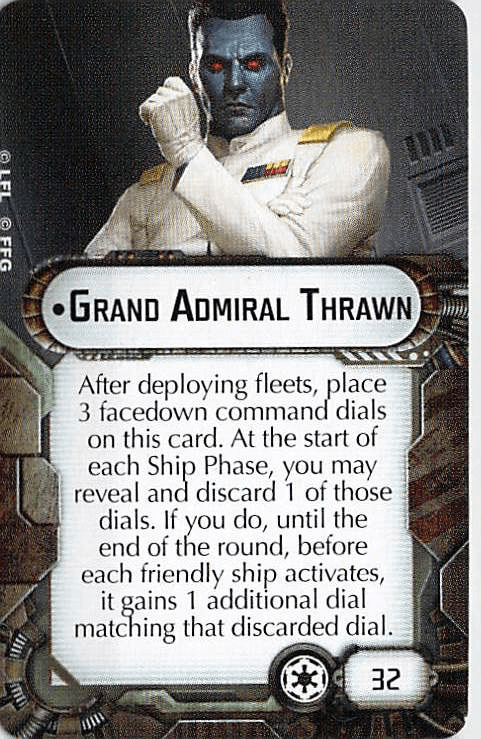 © LFL © FFG
•GRAND ADMIRAL THRAWN
After deploying fleets, place
3 facedown command dials
on this card. At the start of
each Ship Phase, you may
reveal and discard 1 of those
dials. If you do, until the
end of the round, before
each friendly ship activates,
it gains 1 additional dial
matching that discarded dial.
32